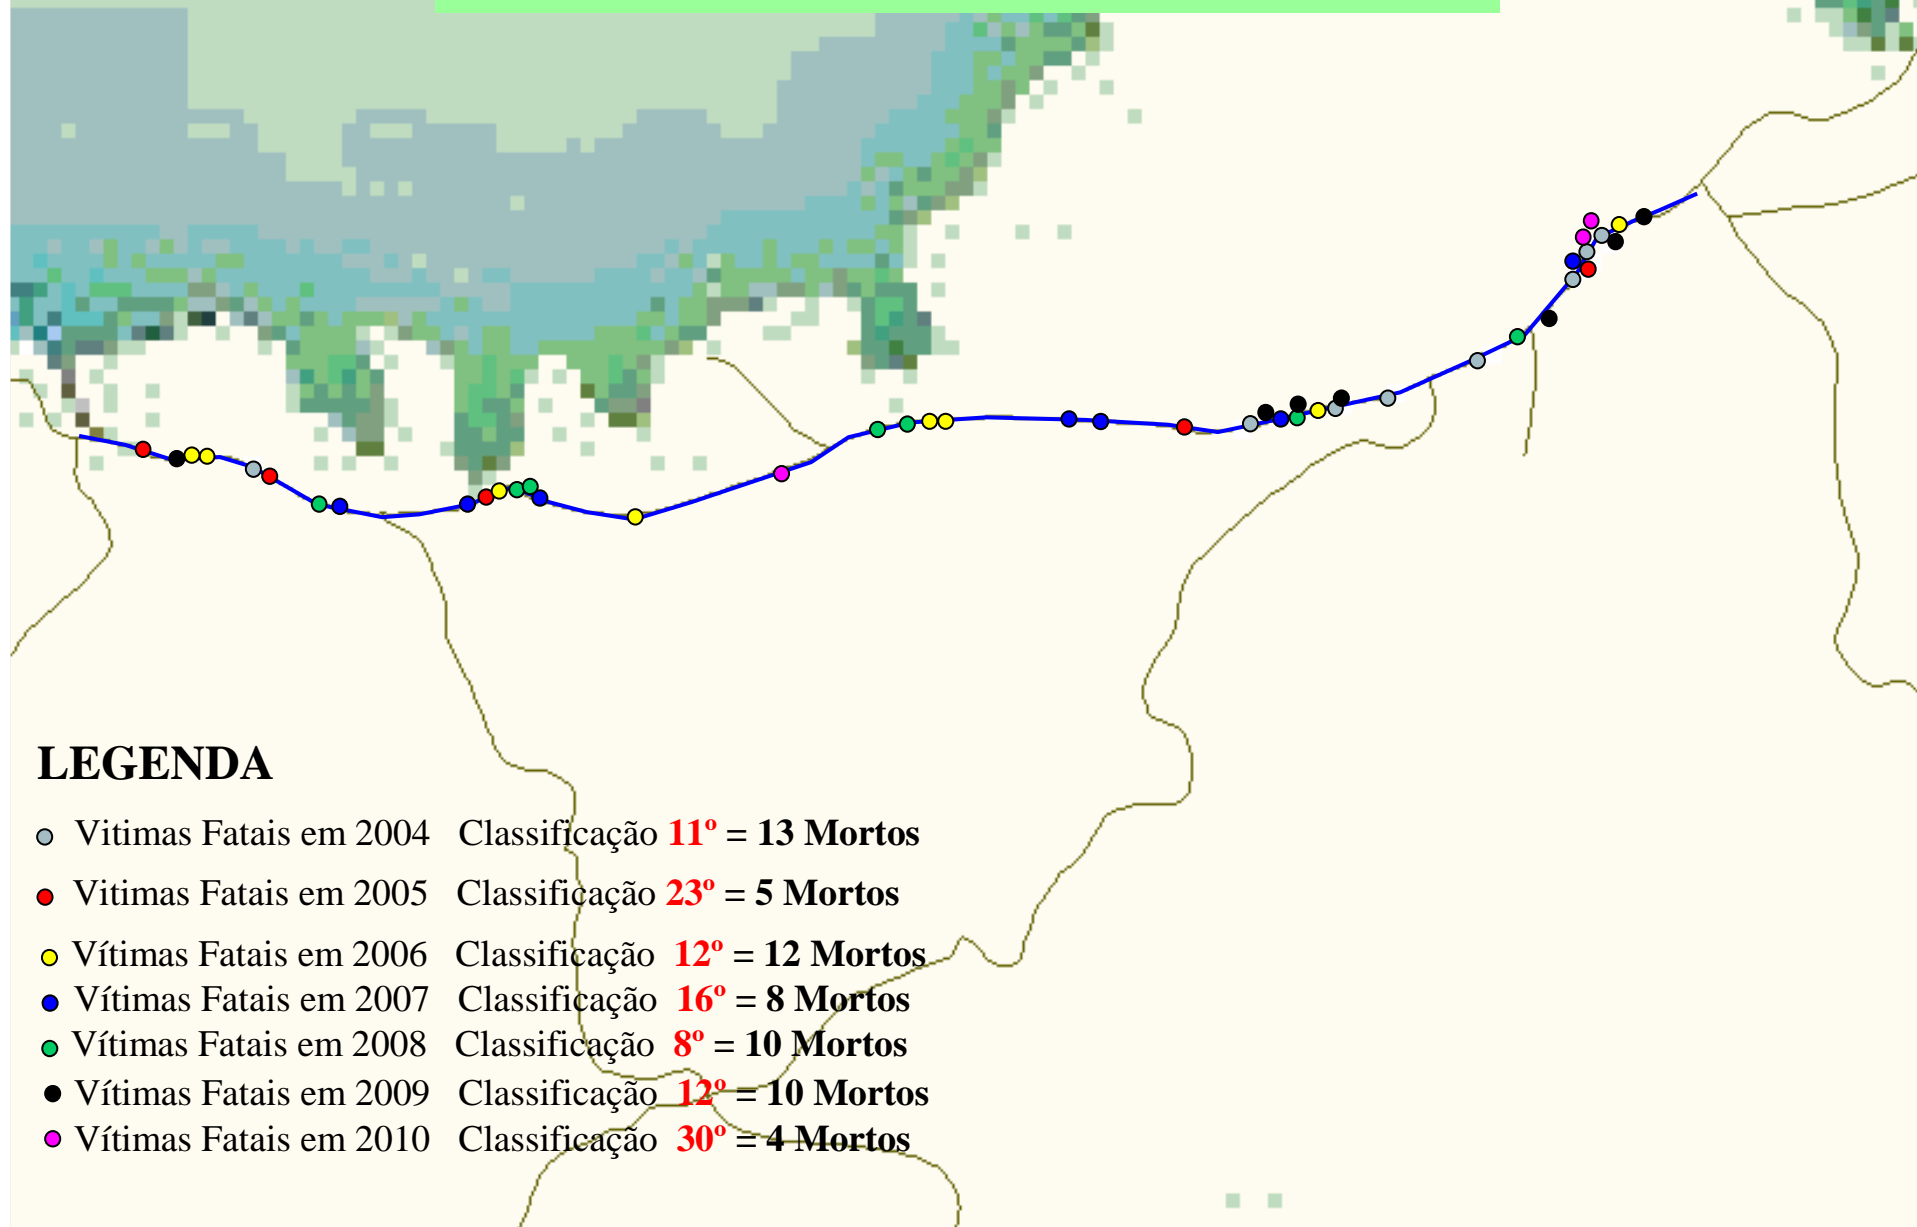 LEGENDA
Vitimas Fatais em 2004 Classificação 11º = 13 Mortos
Vitimas Fatais em 2005 Classificação 23º = 5 Mortos
Vítimas Fatais em 2006 Classificação 12º = 12 Mortos
Vítimas Fatais em 2007 Classificação 16º = 8 Mortos
Vítimas Fatais em 2008 Classificação 8º = 10 Mortos
Vítimas Fatais em 2009 Classificação 12º = 10 Mortos
Vítimas Fatais em 2010 Classificação 30º = 4 Mortos